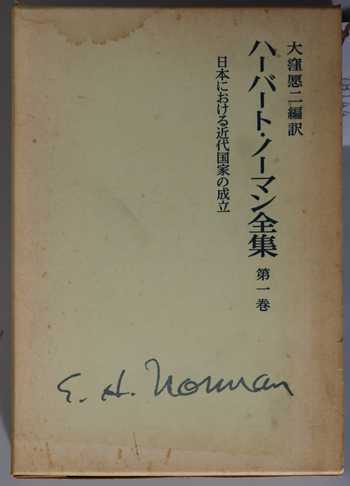 大窪愿二編訳
ハーバート・ノーマン全集 第一巻
日本における近代国家の成立
E. H. Norman